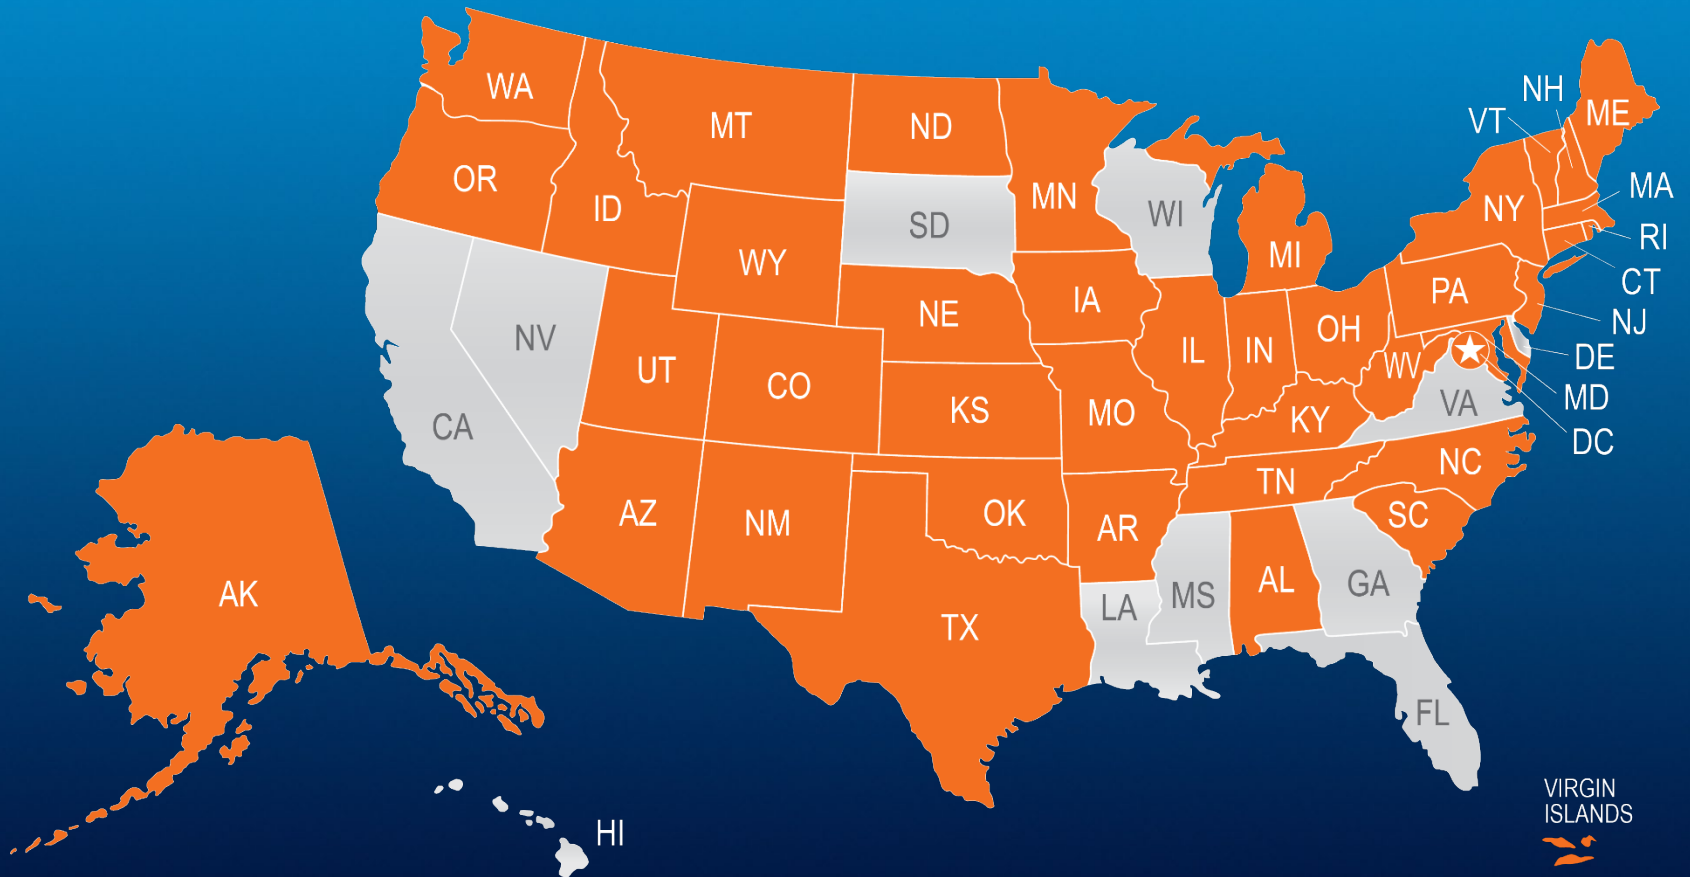 WA
MT
ND
OR
ID
MN
SD
WI
WY
MI
NH
ME
VT
MA
NY
RI
CT
PA
NJ
NV
UT
CO
NE
IA
IL
IN
OH
WV
DE
MD
DC
VA
CA
KS
MO
KY
NC
TN
AZ
NM
OK
AR
SC
AK
TX
LA
MS
AL
GA
FL
HI
VIRGIN
ISLANDS